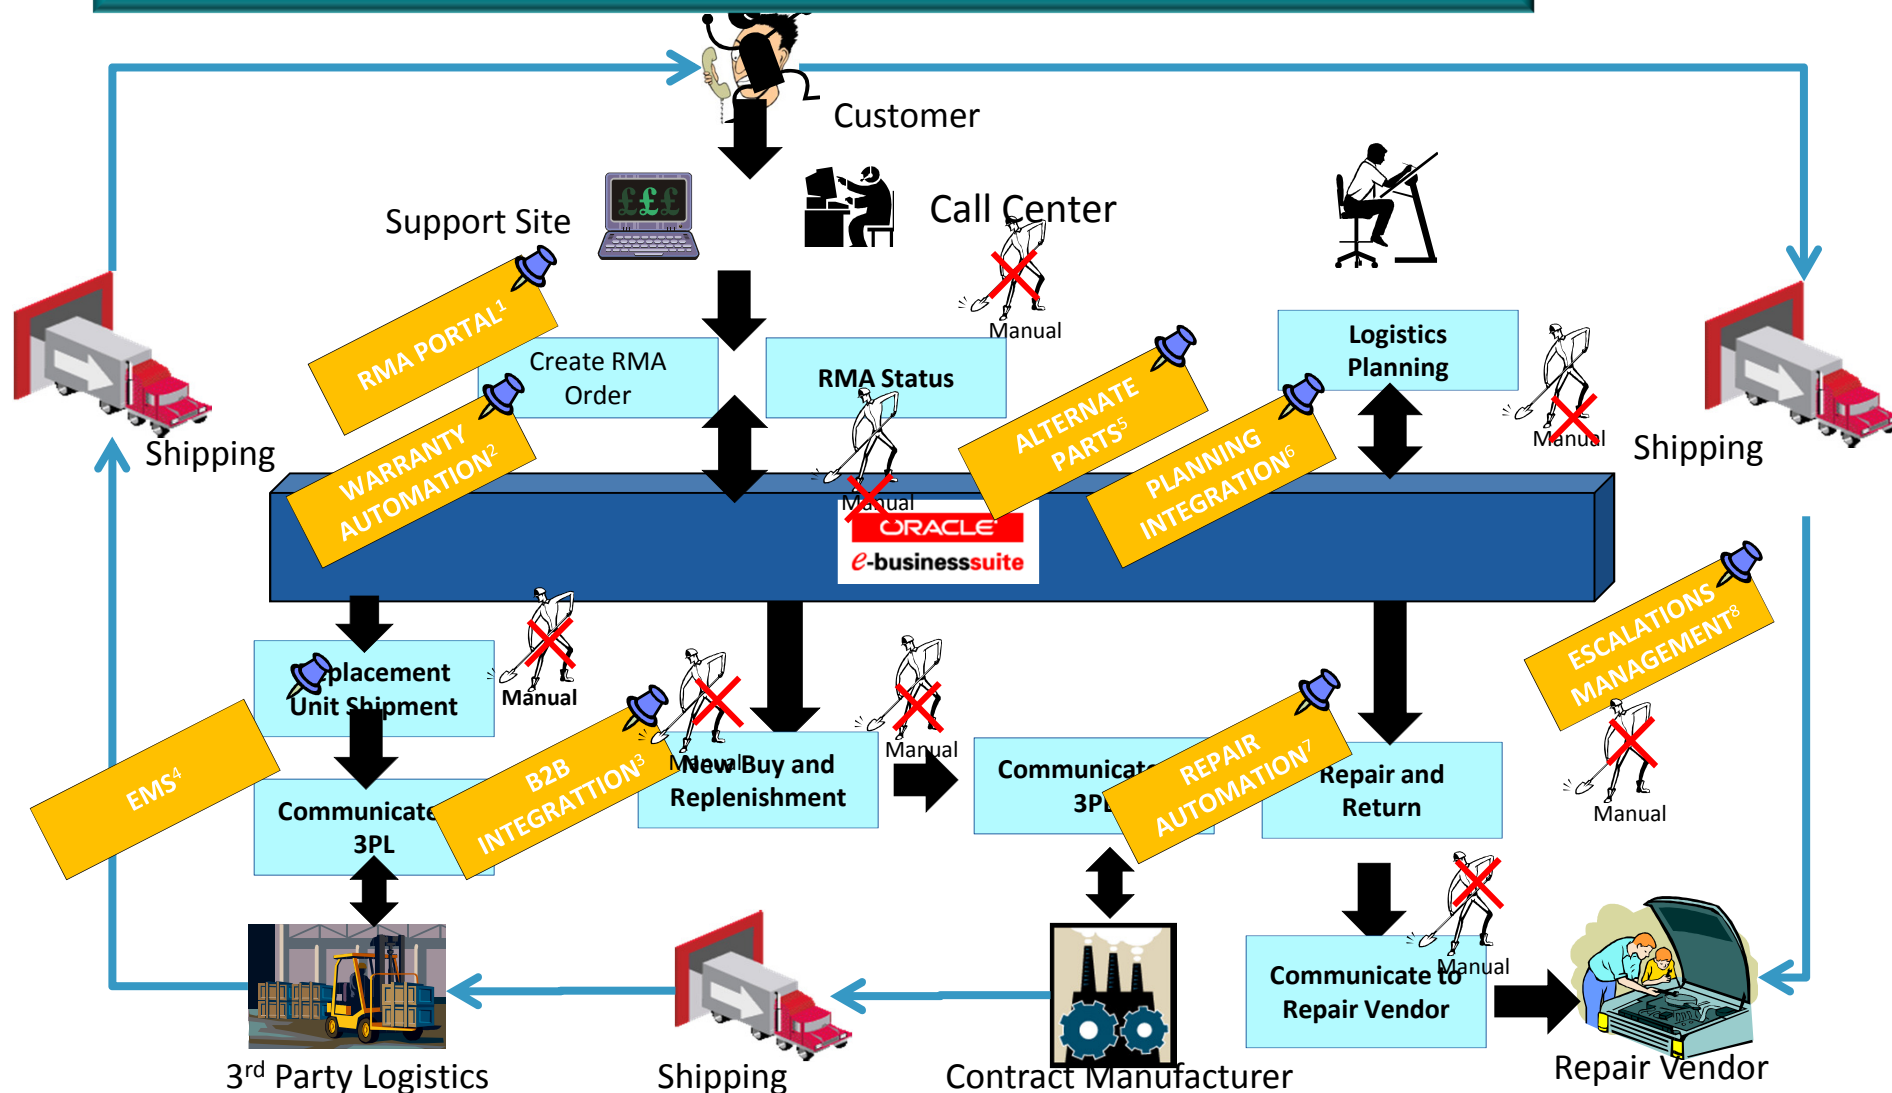 Customer
Support Site
£££
Call Center
Manual
RMA PORTAL1
Create RMA
Order
RMA Status
Manual
Logistics
Planning
Manual
Shipping
Shipping
WARRANTY
AUTOMATION2
ALTERNATE
PARTS5
PLANNING
INTEGRATION6
ORACLE
e-businesssuite
ESCALATIONS
MANAGEMENT8
Manual
Manual
Unit Shipment
EMS4
Communicate
3PL
B2B
INTEGRATTION3
Manual
New Buy and
Replenishment
Manual
Communicate
REPAIR
AUTOMATION7
Repair and
Return
Manual
Communicate to
Repair Vendor
3rd Party Logistics
Shipping
Contract Manufacturer
Repair Vendor